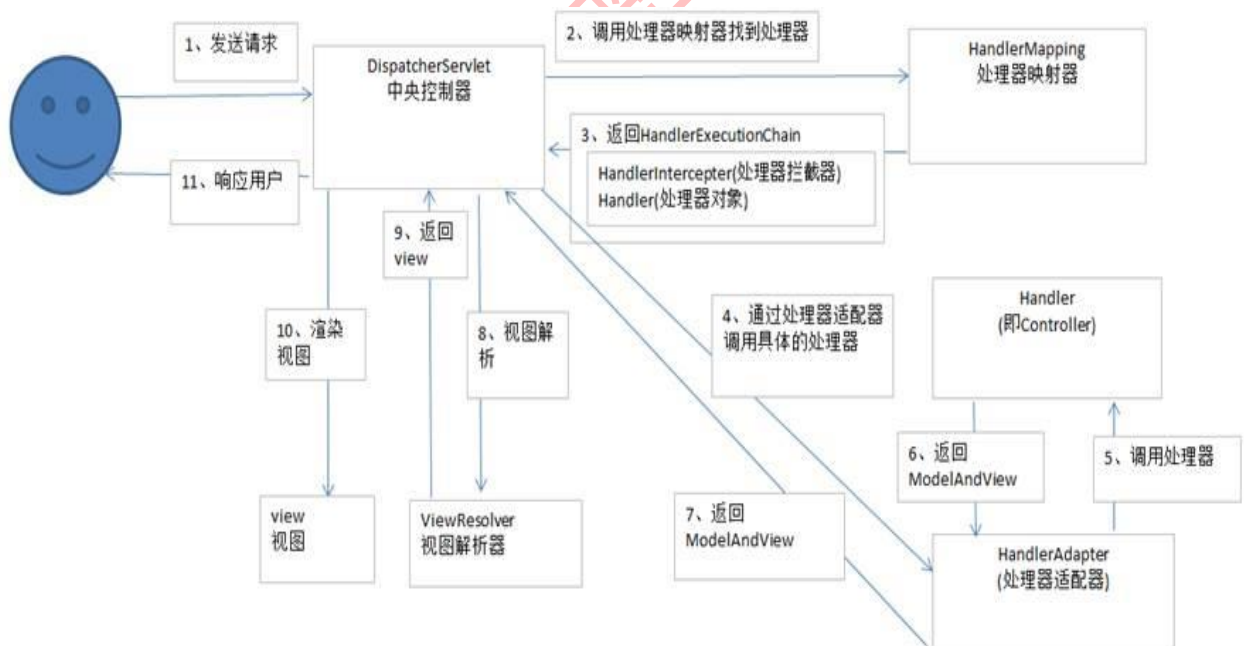 1、发送请求
DispatcherServlet
中央控制器
2、调用处理器映射器找到处理器
HandlerMapping
处理器映射器
3、返回HandlerExecutionChain
HandlerIntercepter(处理器拦截器)
Handler(处理器对象)
11、响应用户
9、返回
view
10、渲染
视图
8、视图解
析
4、通过处理器适配器
调用具体的处理器
Handler
(即Controller)
6、返回
ModelAndView
5、调用处理器
7、返回
ModelAndView
view
视图
ViewResolver
视图解析器
HandlerAdapter
(处理器适配器)